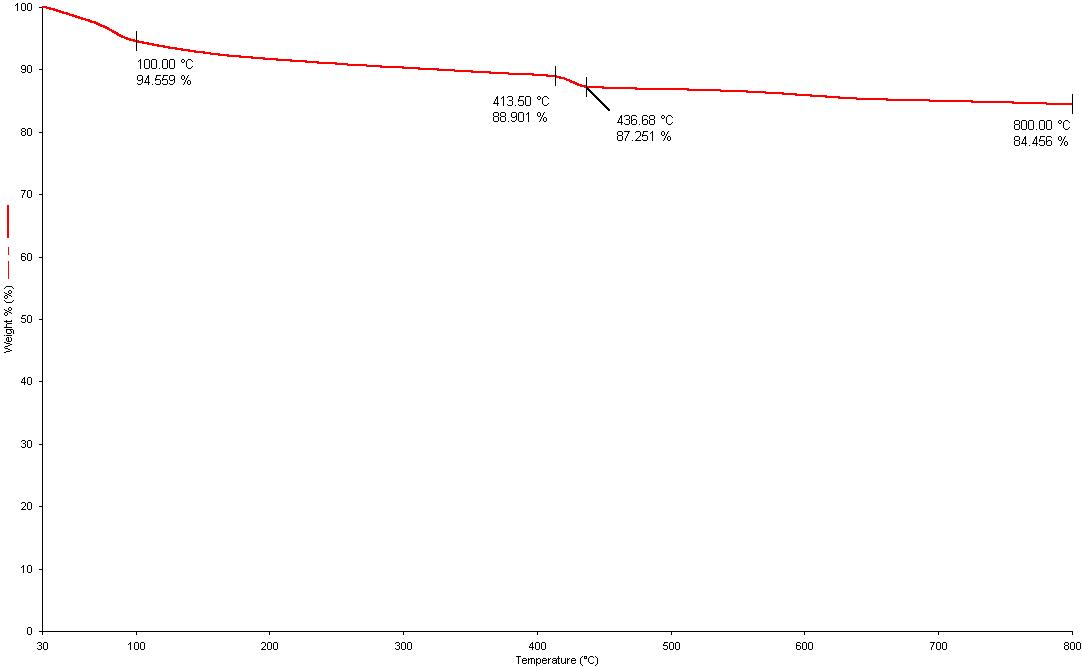 100
90
80
70
60
50
40
30
20
10
0
Weight % (%)
100.00 °C
94.559 %
413.50 °C
88.901 %
436.68 °C
87.251 %
800.00 °C
84.456 %
30 100 200 300 400 500 600 700 800
Temperature (°C)